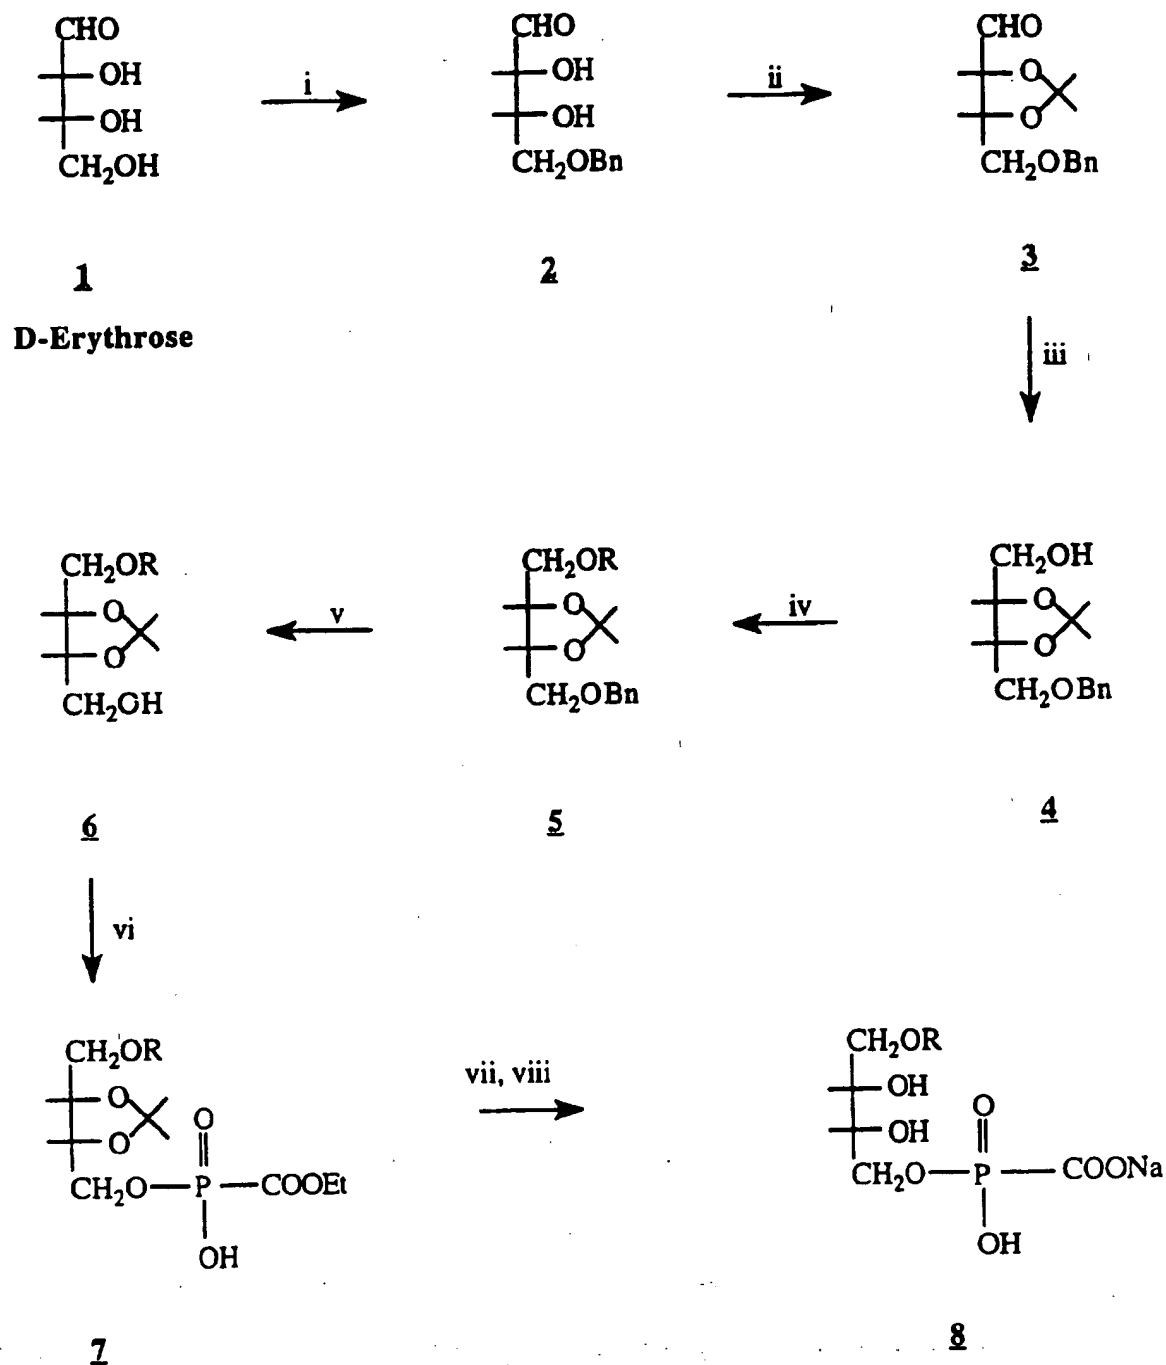 CHO
OH
OH
CH₂OH
1
D-Erythrose
i
CHO
OH
OH
CH₂OBn
2
ii
CHO
O
O
CH₂OBn
3
iii
CH₂OH
O
O
CH₂OBn
4
iv
CH₂OR
O
O
CH₂OBn
5
v
CH₂OR
O
O
CH₂OH
6
vi
CH₂OR
O
O
O
CH₂O P COOEt
OH
7
vii, viii
CH₂OR
OH
OH
O
CH₂O P COONa
OH
8